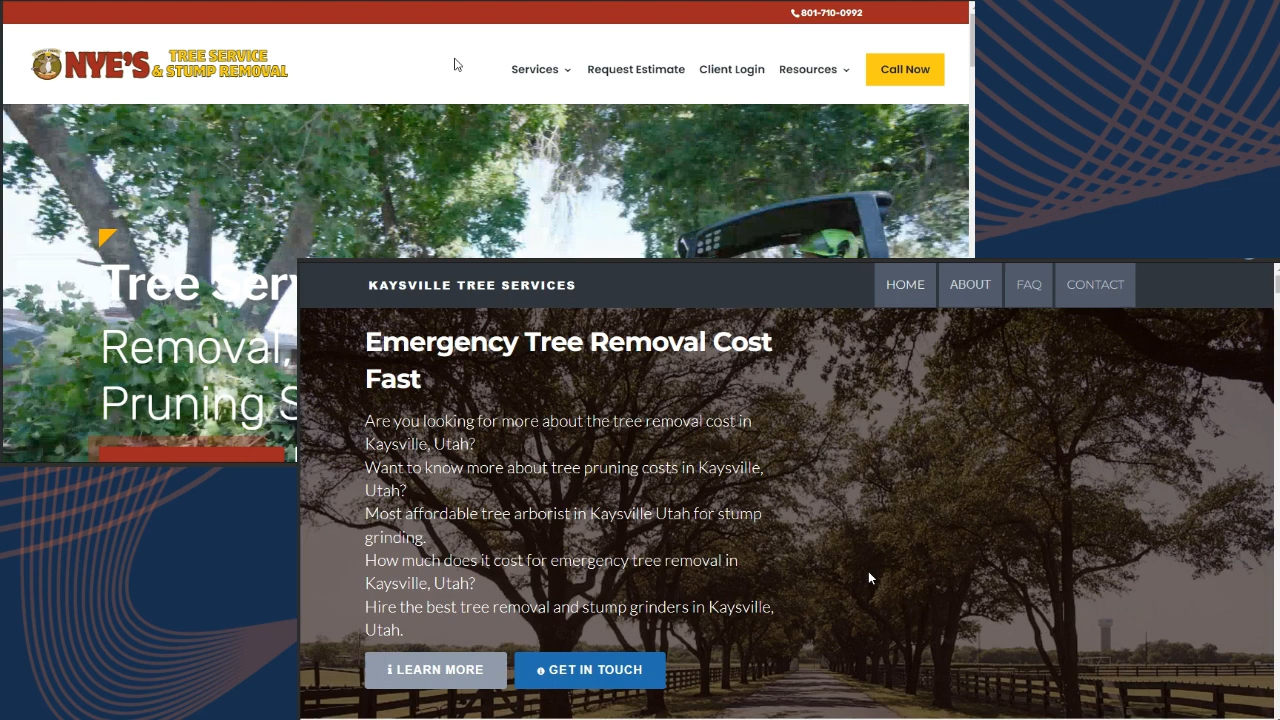 801-710-0992
NYE'S
TREE SERVICE
& STUMP REMOVAL
Services
Request Estimate
Client Login
Resources
Call Now
Tree Serv
Removal,
Pruning S
KAYSVILLE TREE SERVICES
HOME
ABOUT
FAQ
CONTACT
Emergency Tree Removal Cost
Fast
Are you looking for more about the tree removal cost in
Kaysville, Utah?
Want to know more about tree pruning costs in Kaysville,
Utah?
Most affordable tree arborist in Kaysville Utah for stump
grinding.
How much does it cost for emergency tree removal in
Kaysville, Utah?
Hire the best tree removal and stump grinders in Kaysville,
Utah.
LEARN MORE
GET IN TOUCH